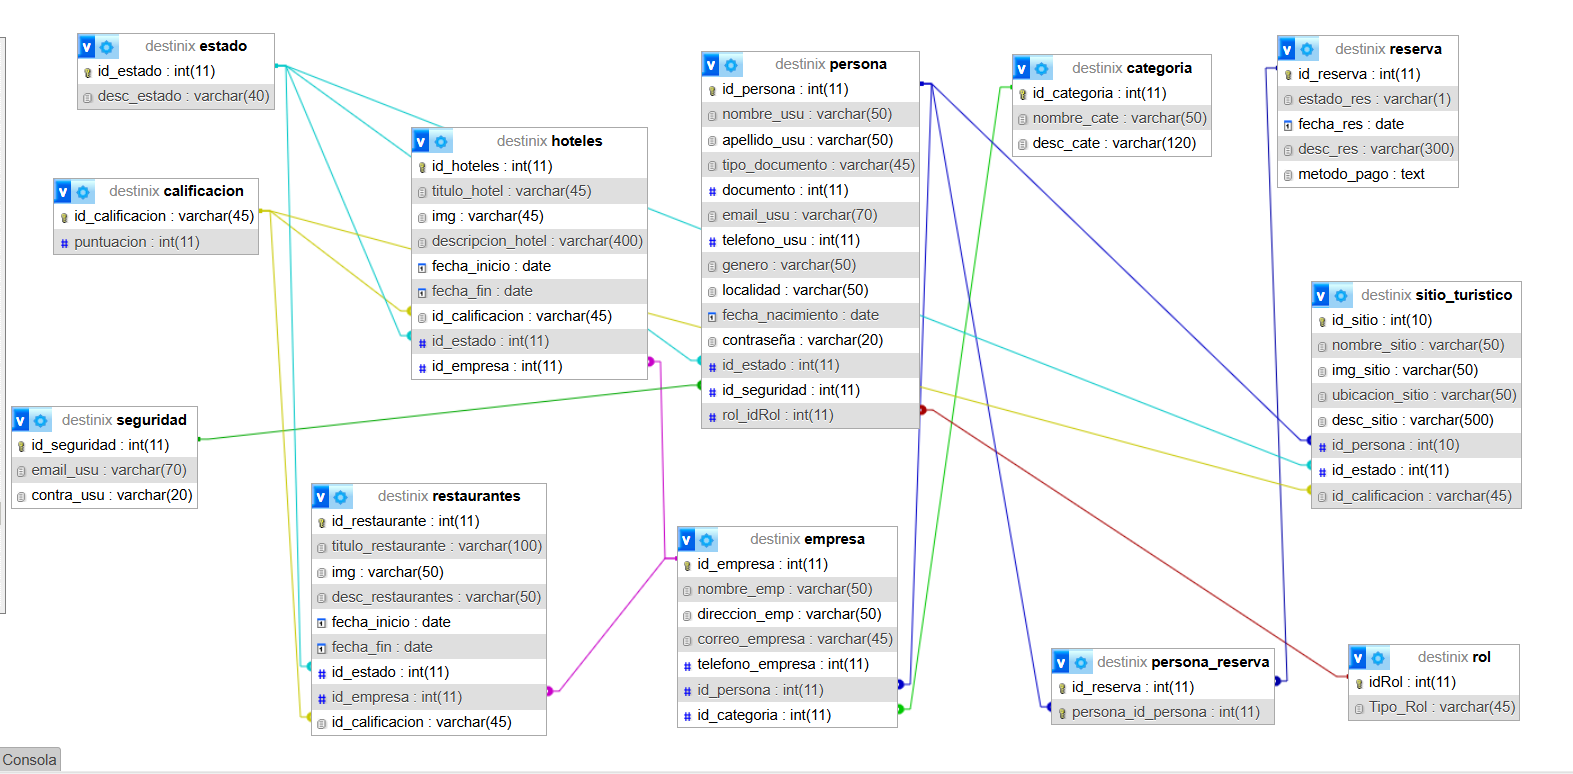 destinix estado
id_estado : int(11)
desc_estado : varchar(40)
destinix calificacion
id_calificacion : varchar(45)
puntuacion : int(11)
destinix seguridad
id_seguridad : int(11)
email_usu : varchar(70)
contra_usu : varchar(20)
destinix hoteles
id_hoteles : int(11)
titulo_hotel : varchar(45)
img : varchar(45)
descripcion_hotel : varchar(400)
fecha_inicio : date
fecha_fin : date
id_calificacion : varchar(45)
id_estado : int(11)
id_empresa : int(11)
destinix restaurantes
id_restaurante : int(11)
titulo_restaurante : varchar(100)
img : varchar(50)
desc_restaurantes : varchar(50)
fecha_inicio : date
fecha_fin : date
id_estado : int(11)
id_empresa : int(11)
id_calificacion : varchar(45)
destinix persona
id_persona : int(11)
nombre_usu : varchar(50)
apellido_usu : varchar(50)
tipo_documento : varchar(45)
documento : int(11)
email_usu : varchar(70)
telefono_usu : int(11)
genero : varchar(50)
localidad : varchar(50)
fecha_nacimiento : date
contraseña : varchar(20)
id_estado : int(11)
id_seguridad : int(11)
rol_idRol : int(11)
destinix empresa
id_empresa : int(11)
nombre_emp : varchar(50)
direccion_emp : varchar(50)
correo_empresa : varchar(45)
telefono_empresa : int(11)
id_persona : int(11)
id_categoria : int(11)
destinix categoria
id_categoria : int(11)
nombre_cate : varchar(50)
desc_cate : varchar(120)
destinix reserva
id_reserva : int(11)
estado_res : varchar(1)
fecha_res : date
desc_res : varchar(300)
metodo_pago : text
destinix sitio_turistico
id_sitio : int(10)
nombre_sitio : varchar(50)
img_sitio : varchar(50)
ubicacion_sitio : varchar(50)
desc_sitio : varchar(500)
id_persona : int(10)
id_estado : int(11)
id_calificacion : varchar(45)
destinix persona_reserva
id_reserva : int(11)
persona_id_persona : int(11)
destinix rol
idRol : int(11)
Tipo_Rol : varchar(45)
Consola